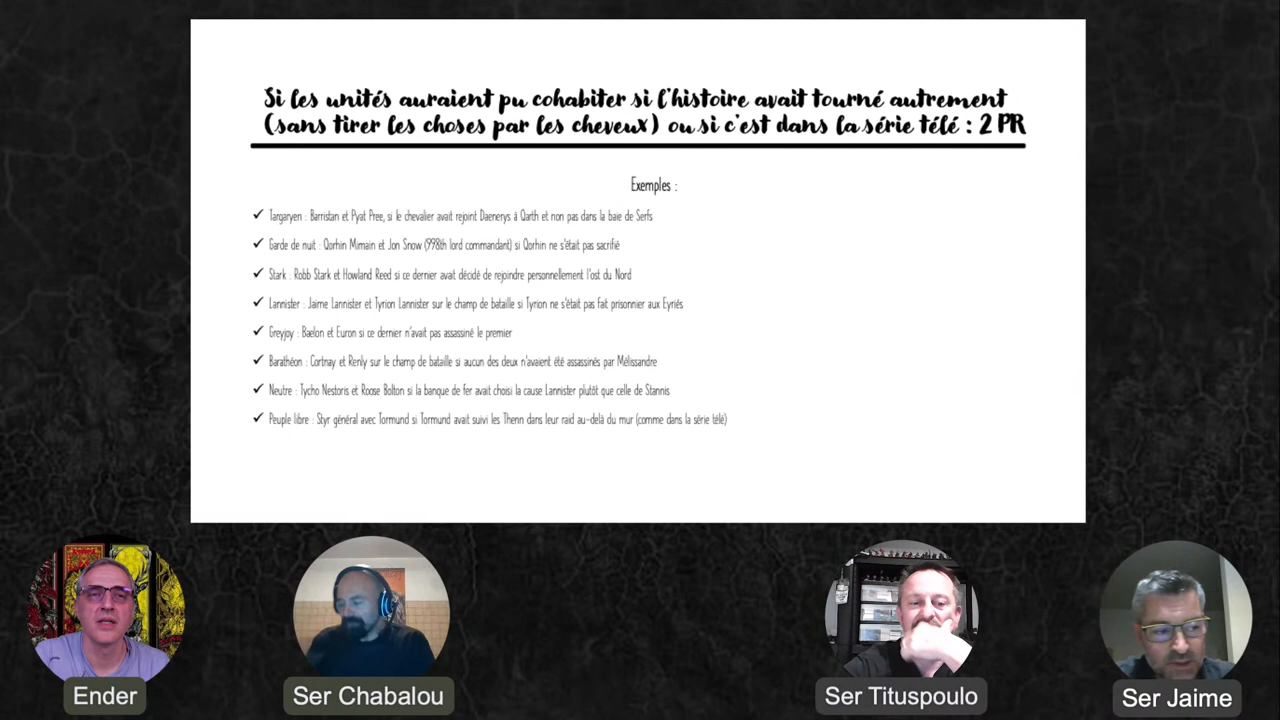 Si les unités auraient pu cohabiter si l'histoire avait tourné autrement
(sans tirer les choses par les cheveux) ou si c'est dans la série télé : 2 PR
Exemples :
✓ Targaryen : Barristan et Pyat Pree, si le chevalier avait rejoint Daenerys à Qarth et non pas dans la baie de Serfs
✓ Garde de nuit : Qorhin Mimain et Jon Snow (998th lord commandant) si Qorhin ne s'était pas sacrifié
✓ Stark : Robb Stark et Howland Reed si ce dernier avait décidé de rejoindre personnellement l'ost du Nord
✓ Lannister : Jaime Lannister et Tyrion Lannister sur le champ de bataille si Tyrion ne s'était pas fait prisonnier aux Eyriés
✓ Greyjoy : Baelon et Euron si ce dernier n'avait pas assassiné le premier
✓ Barathéon : Cortnay et Renly sur le champ de bataille si aucun des deux n'avaient été assassinés par Mélissandre
✓ Neutre : Tycho Nestoris et Roose Bolton si la banque de fer avait choisi la cause Lannister plutôt que celle de Stannis
✓ Peuple libre : Styr général avec Tormund si Tormund avait suivi les Thenn dans leur raid au-delà du mur (comme dans la série télé)
Ender
Ser Chabalou
Ser Tituspoulo
Ser Jaime